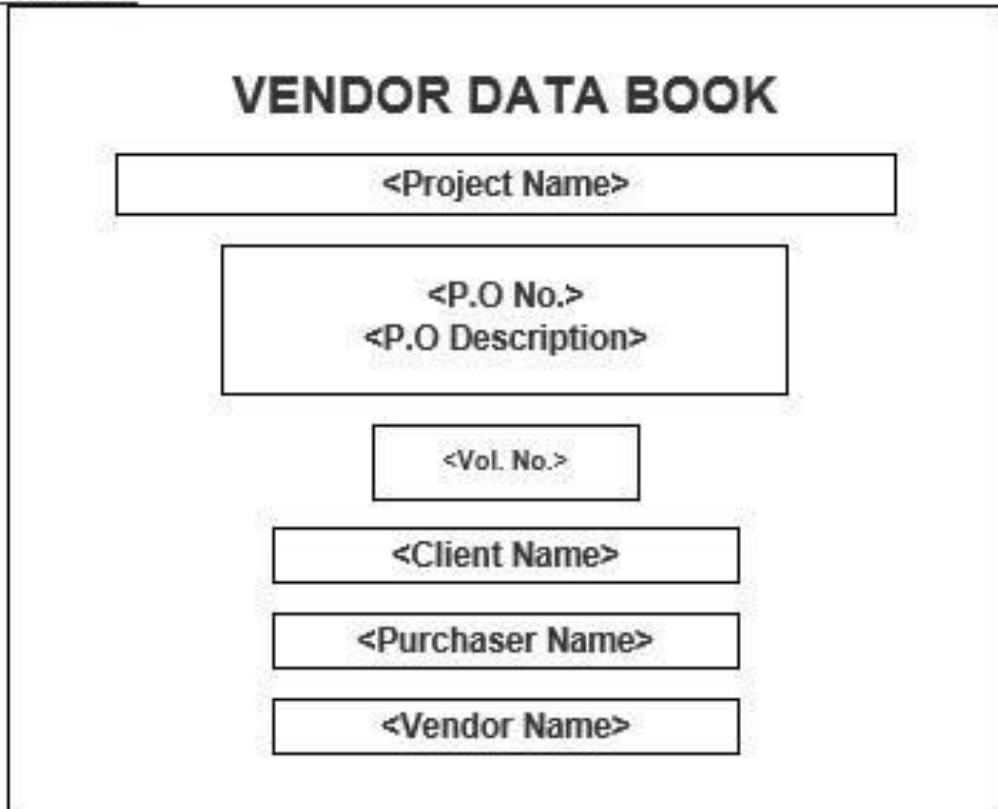 VENDOR DATA BOOK
<Project Name>
<P.O No.>
<P.O Description>
<Vol. No.>
<Client Name>
<Purchaser Name>
<Vendor Name>